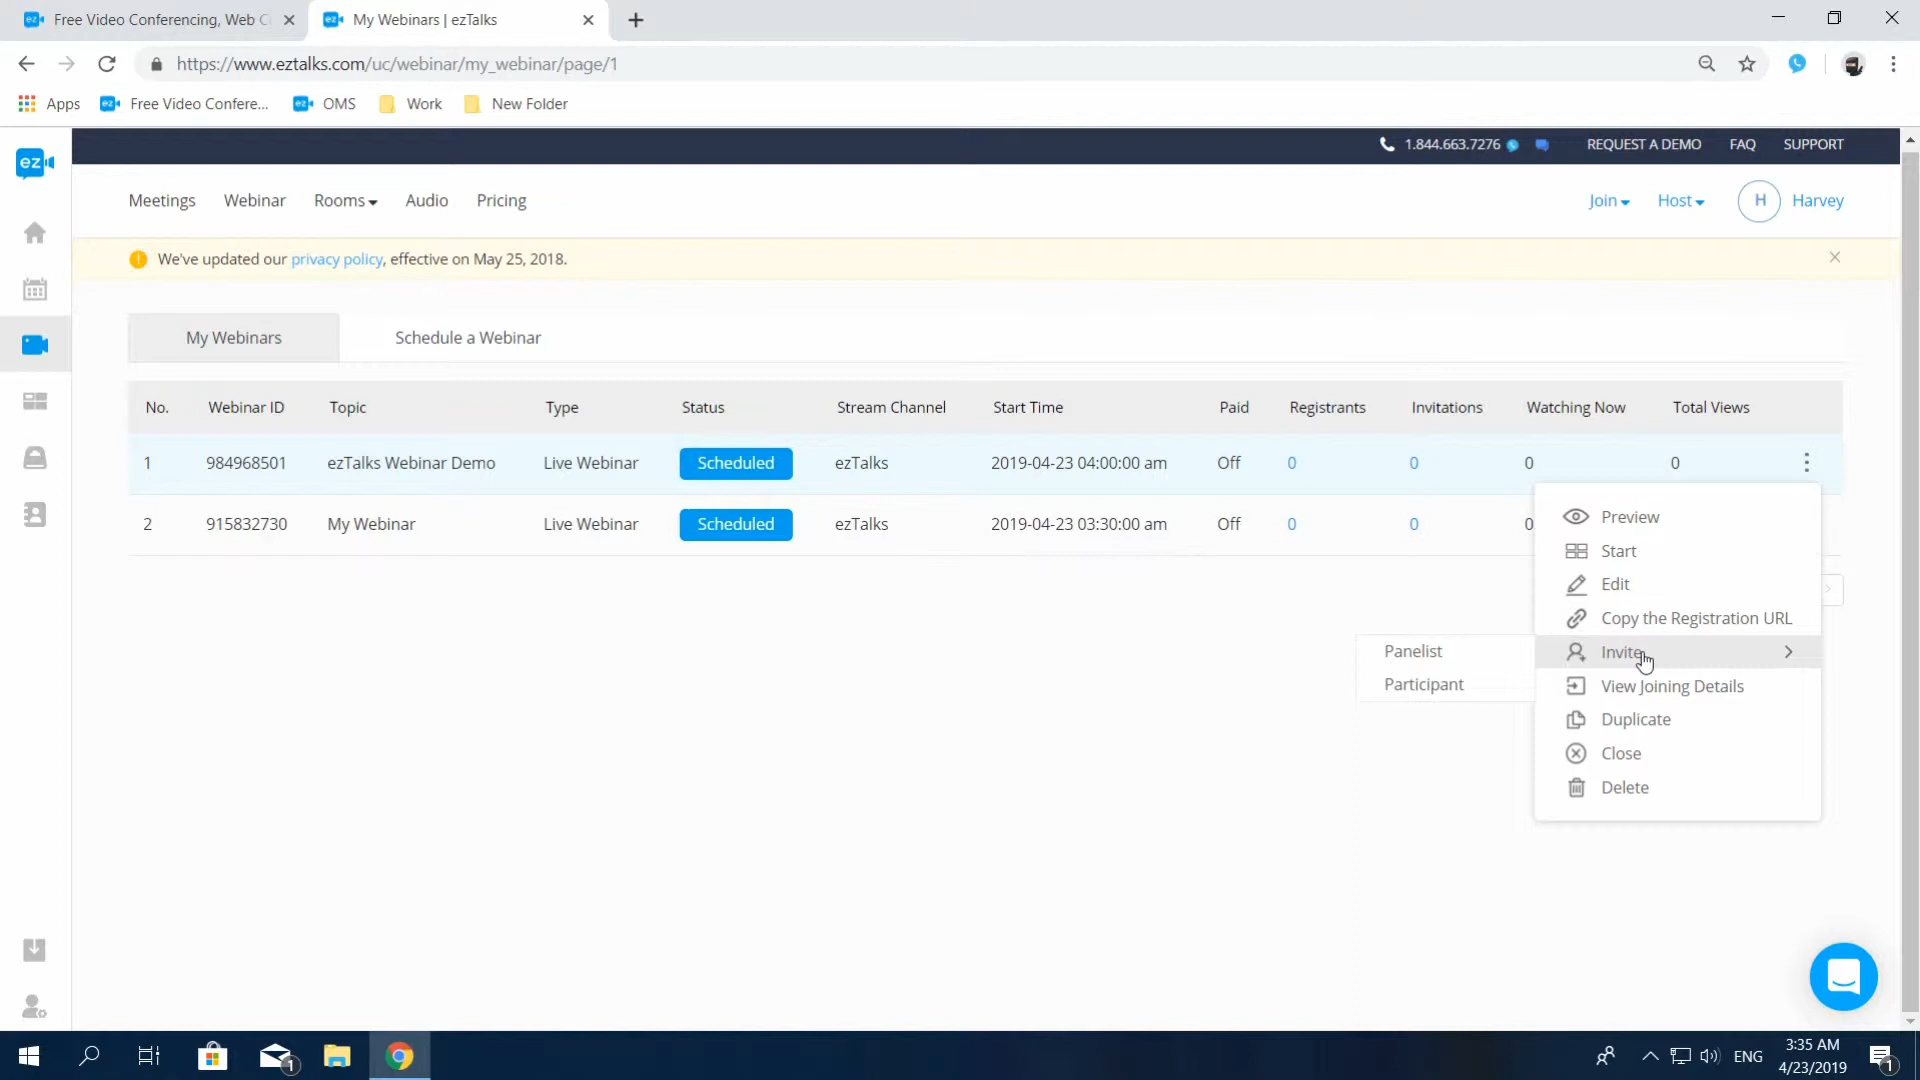 Free Video Conferencing, Web C
My Webinars | ezTalks
https://www.eztalks.com/uc/webinar/my_webinar/page/1
Apps Free Video Confere... OMS Work New Folder
ez
1.844.663.7276 REQUEST A DEMO FAQ SUPPORT
Meetings Webinar Rooms Audio Pricing Join Host H Harvey
We've updated our privacy policy, effective on May 25, 2018.
My Webinars Schedule a Webinar
No. Webinar ID Topic Type Status Stream Channel Start Time Paid Registrants Invitations Watching Now Total Views
1 984968501 ezTalks Webinar Demo Live Webinar Scheduled ezTalks 2019-04-23 04:00:00 am Off 0 0 0 0
2 915832730 My Webinar Live Webinar Scheduled ezTalks 2019-04-23 03:30:00 am Off 0 0 0
Preview
Start
Edit
Copy the Registration URL
Invite
Panelist
Participant
View Joining Details
Duplicate
Close
Delete
1
ENG
3:35 AM
4/23/2019
1